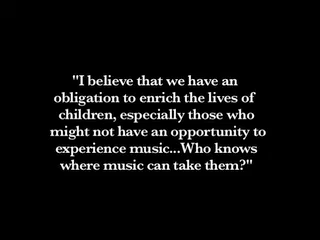 "I believe that we have an
obligation to enrich the lives of
children, especially those who
might not have an opportunity to
experience music...Who knows
where music can take them?"